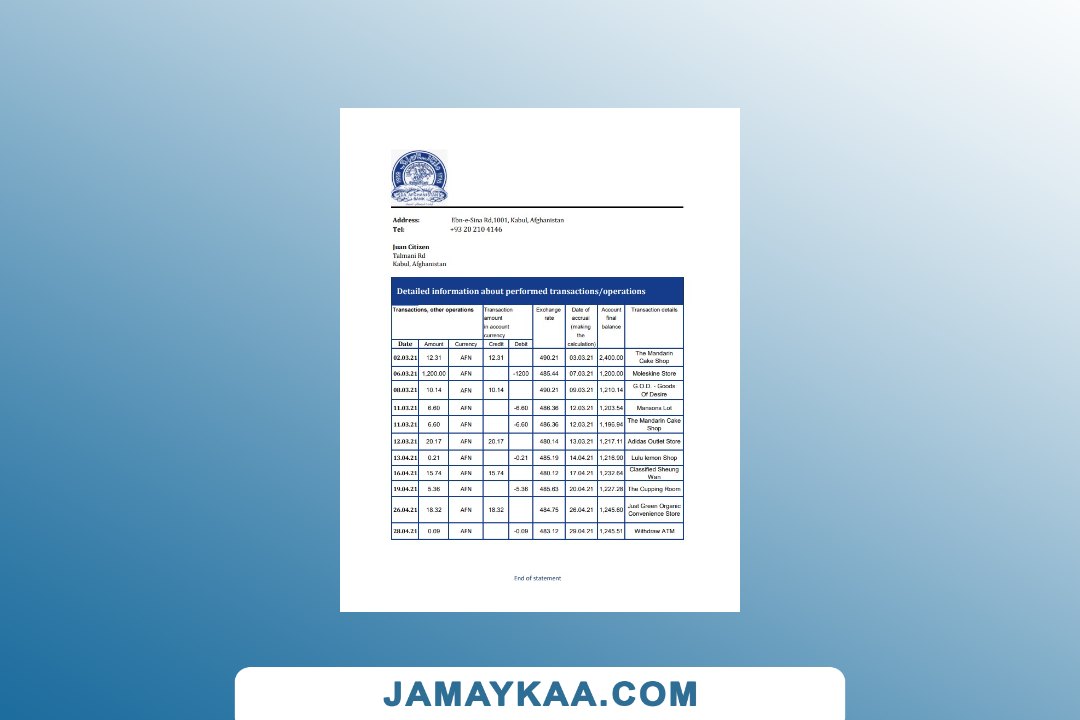 BANK
Address: Ebn-e-Sina Rd,1001, Kabul, Afghanistan
Tel: +93 20 210 4146
Juan Citizen
Talmani Rd
Kabul, Afghanistan
Detailed information about performed transactions/operations
Transactions, other operations Transaction amount in account currency Exchange rate Date of accrual (making the calculation) Account final balance Transaction details
Date Amount Currency Credit Debit
02.03.21 12.31 AFN 12.31 490.21 03.03.21 2,400.00 The Mandarin Cake Shop
06.03.21 1,200.00 AFN -1200 485.44 07.03.21 1,200.00 Moleskine Store
08.03.21 10.14 AFN 10.14 490.21 09.03.21 1,210.14 G.O.D. - Goods Of Desire
11.03.21 6.60 AFN -6.60 486.36 12.03.21 1,203.54 Mansons Lot
11.03.21 6.60 AFN -6.60 486.36 12.03.21 1,196.94 The Mandarin Cake Shop
12.03.21 20.17 AFN 20.17 480.14 13.03.21 1,217.11 Adidas Outlet Store
13.04.21 0.21 AFN -0.21 485.19 14.04.21 1,216.90 Lulu lemon Shop
16.04.21 15.74 AFN 15.74 480.12 17.04.21 1,232.64 Classified Sheung Wan
19.04.21 5.36 AFN -5.36 485.63 20.04.21 1,227.28 The Cupping Room
26.04.21 18.32 AFN 18.32 484.75 26.04.21 1,245.60 Just Green Organic Convenience Store
28.04.21 0.09 AFN -0.09 483.12 29.04.21 1,245.51 Withdraw ATM
End of statement
JAMAYKAA.COM